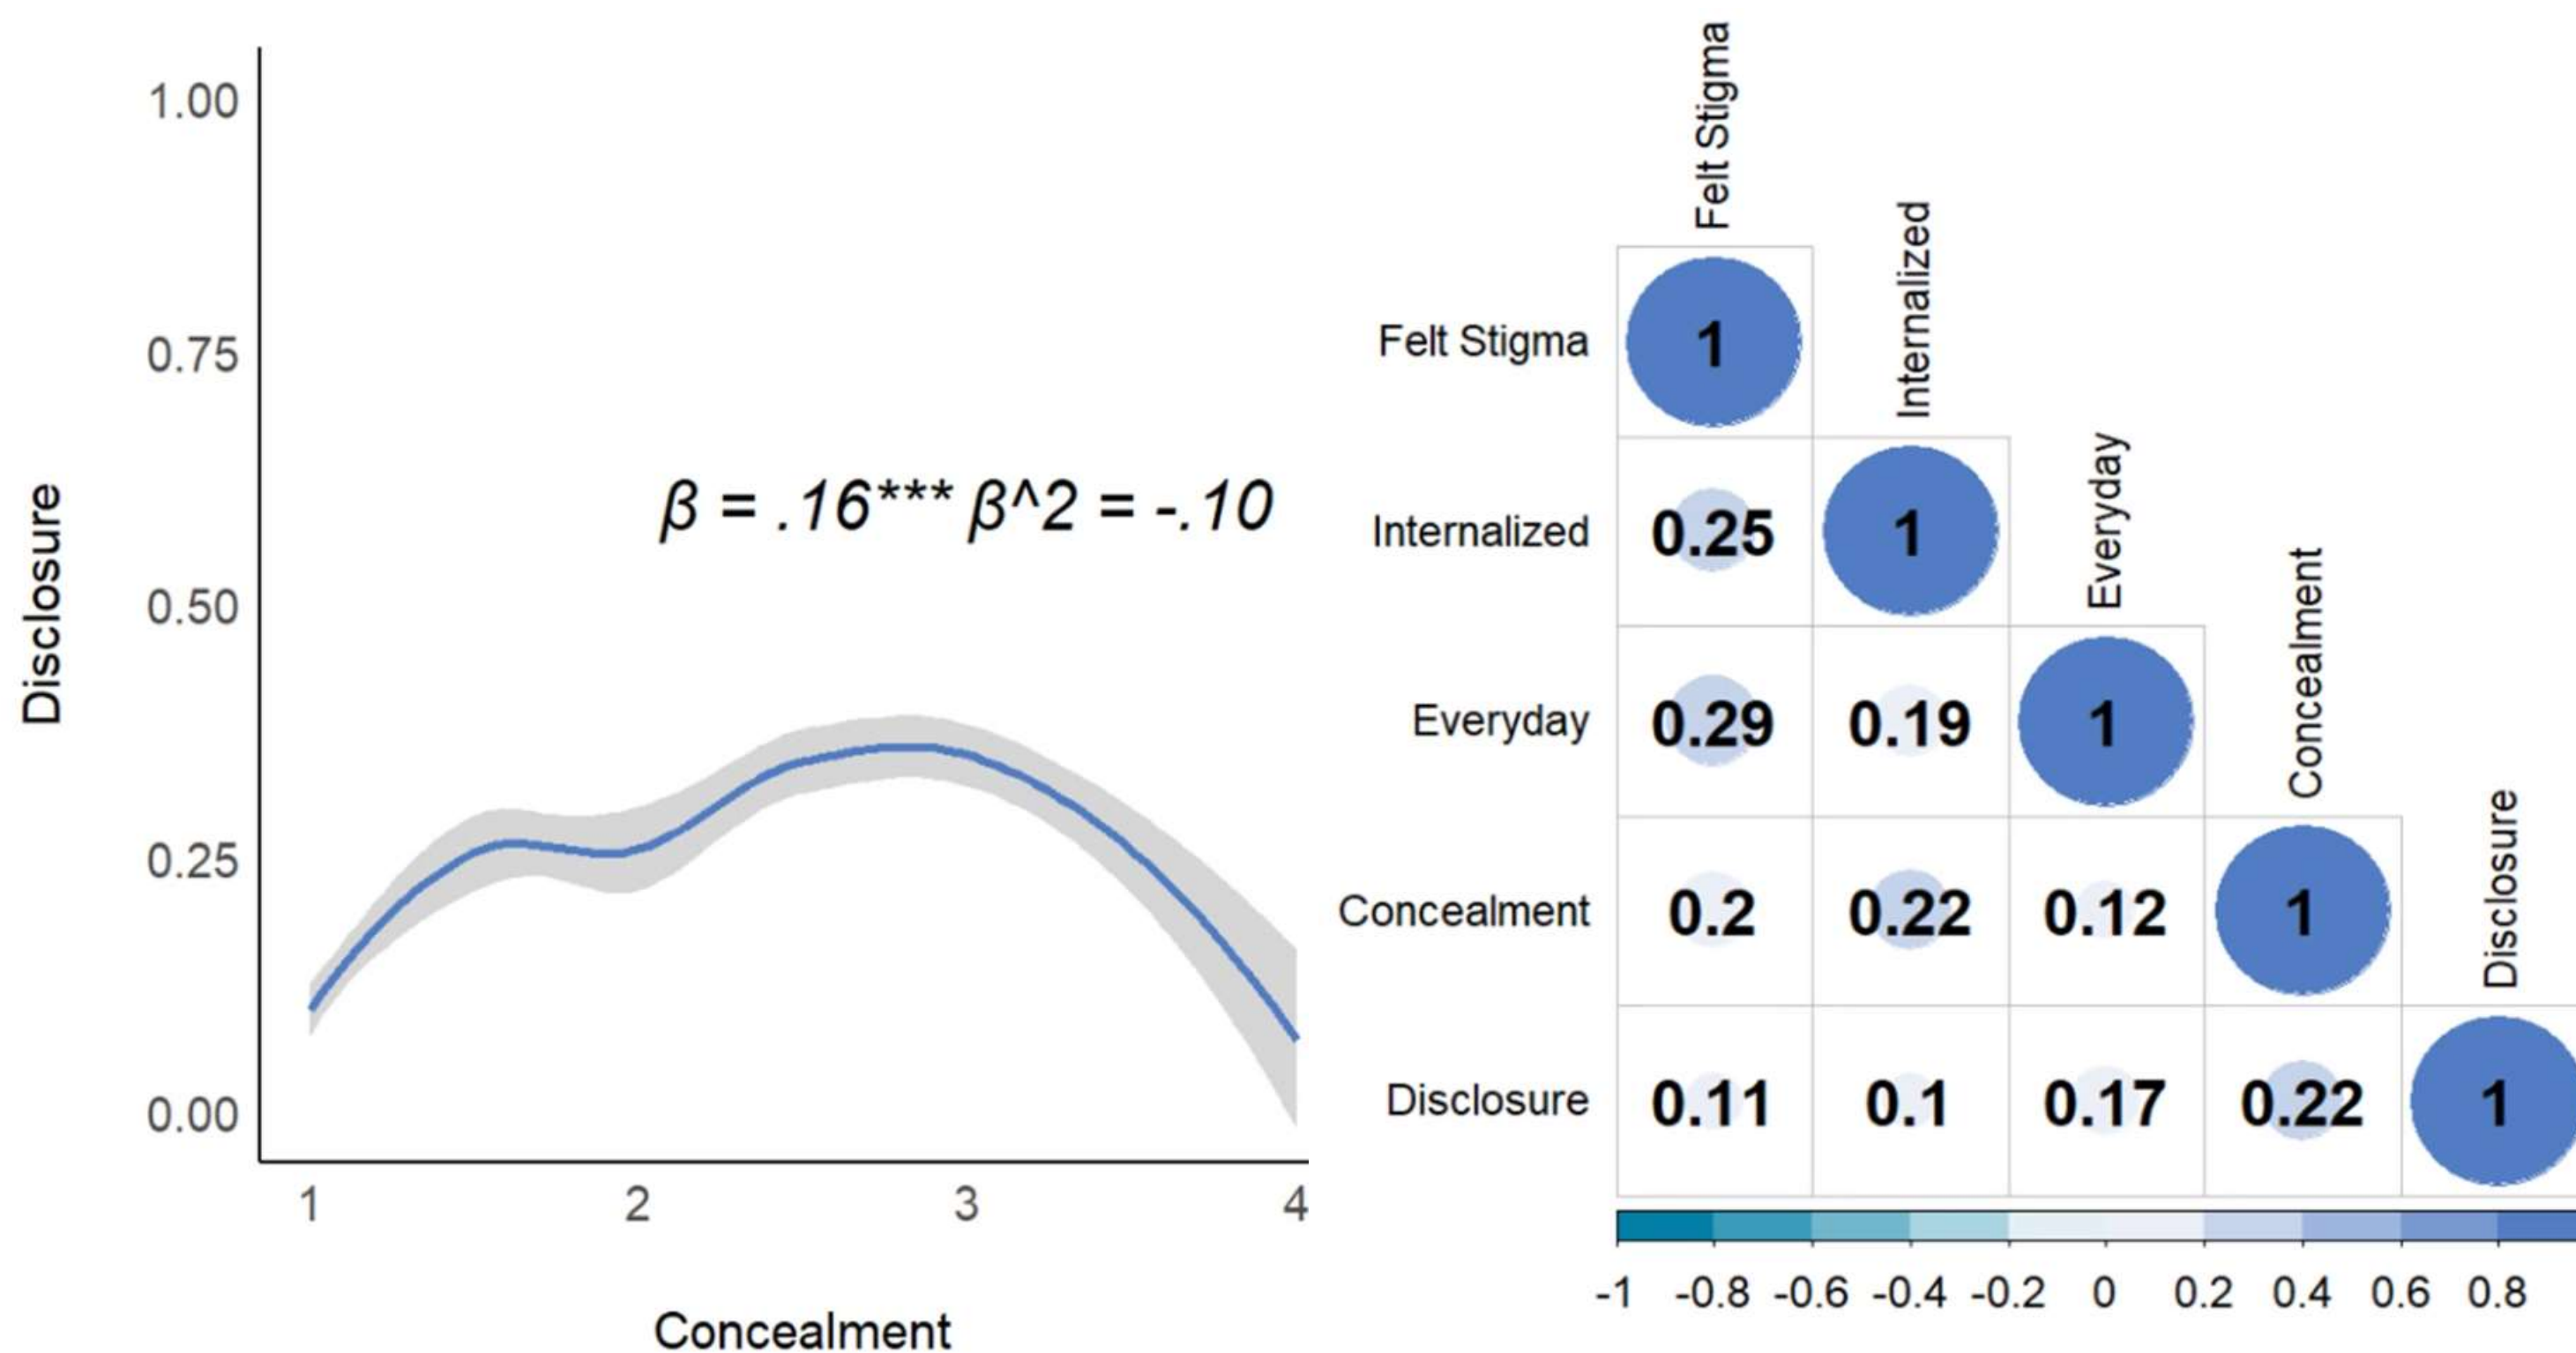 1.00
0.75
0.50
0.25
0.00
Disclosure
β = .16*** β^2 = -.10
1 2 3 4
Concealment
Felt Stigma
Internalized
Everyday
Concealment
Disclosure
Felt Stigma 1
Internalized 0.25 1
Everyday 0.29 0.19 1
Concealment 0.2 0.22 0.12 1
Disclosure 0.11 0.1 0.17 0.22 1
-1 -0.8 -0.6 -0.4 -0.2 0 0.2 0.4 0.6 0.8